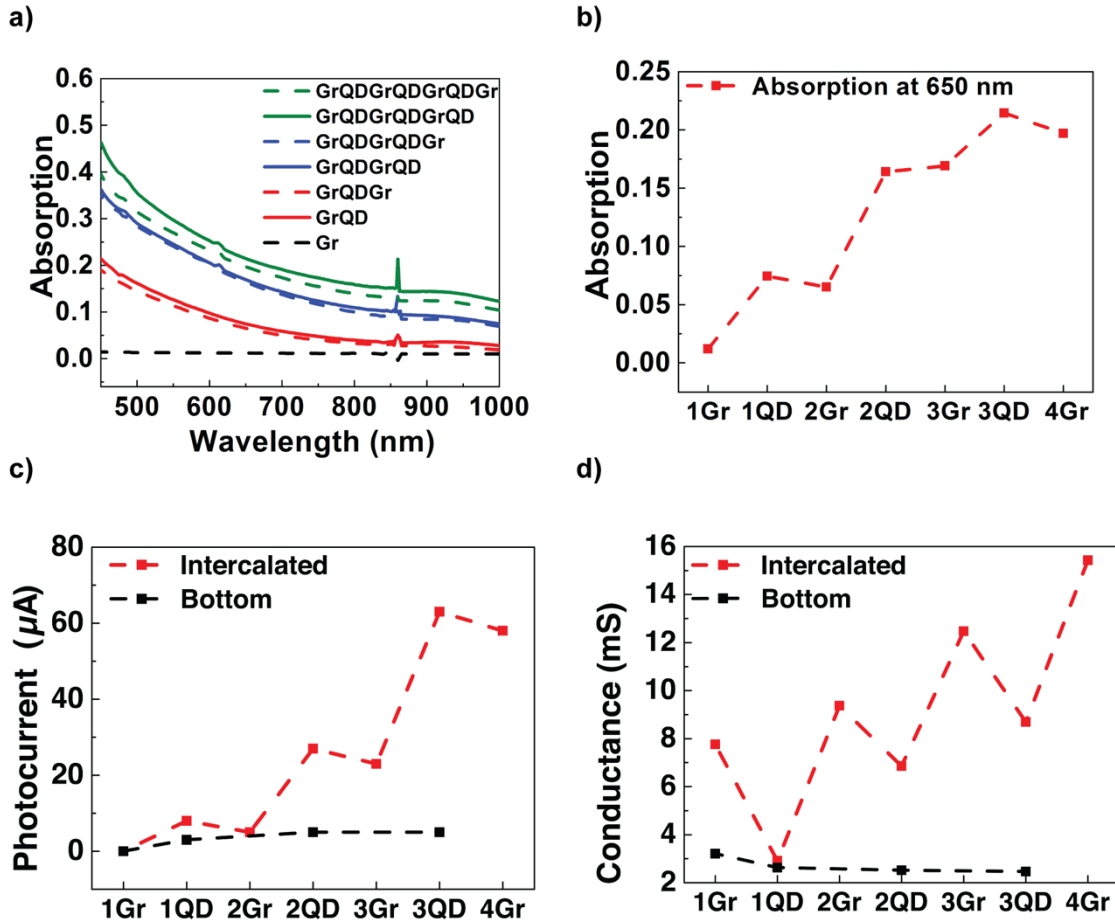 a)
0.6
0.5
0.4
0.3
0.2
0.1
0.0
Absorption
GrQDGrQDGrQDGr
GrQDGrQDGrQD
GrQDGrQDGr
GrQDGrQD
GrQDGr
GrQD
Gr
500 600 700 800 900 1000
Wavelength (nm)
b)
0.25
0.20
0.15
0.10
0.05
0.00
Absorption
Absorption at 650 nm
1Gr 1QD 2Gr 2QD 3Gr 3QD 4Gr
c)
80
60
40
20
0
Photocurrent (μA)
Intercalated
Bottom
1Gr 1QD 2Gr 2QD 3Gr 3QD 4Gr
d)
16
14
12
10
8
6
4
2
Conductance (mS)
Intercalated
Bottom
1Gr 1QD 2Gr 2QD 3Gr 3QD 4Gr